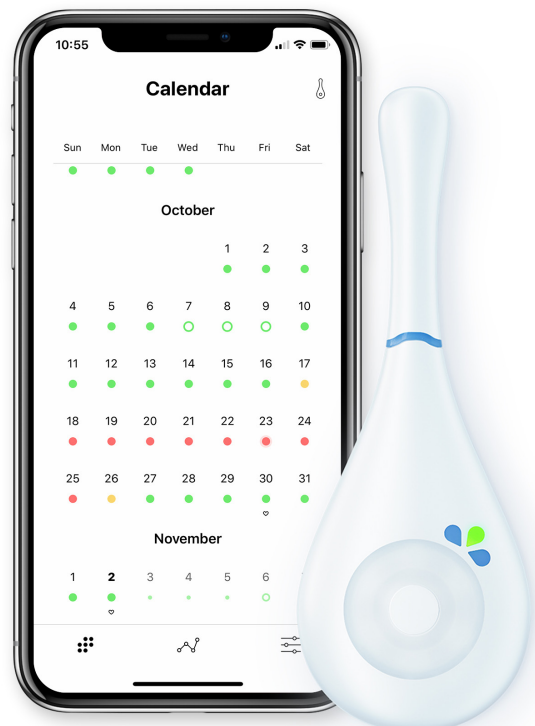 10:55
Calendar
Sun Mon Tue Wed Thu Fri Sat
October
1 2 3
4 5 6 7 8 9 10
11 12 13 14 15 16 17
18 19 20 21 22 23 24
25 26 27 28 29 30 31
November
1 2 3 4 5 6